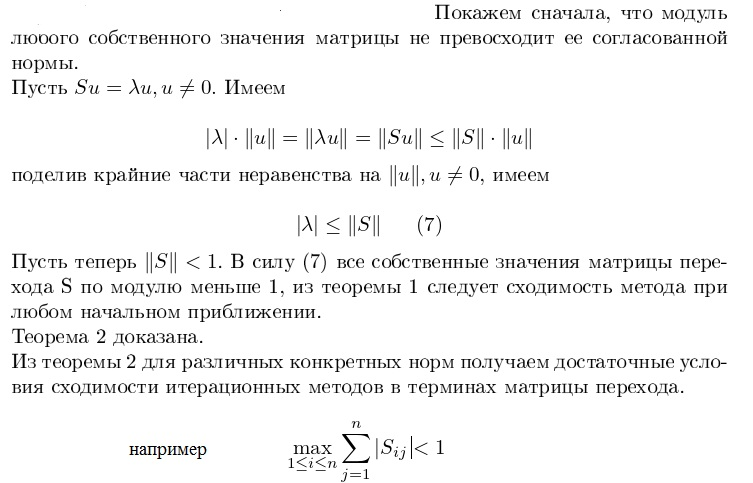 Покажем сначала, что модуль
любого собственного значения матрицы не превосходит ее согласованной
нормы.
Пусть Su = λu, u ≠ 0. Имеем
|λ| · ‖u‖ = ‖λu‖ = ‖Su‖ ≤ ‖S‖ · ‖u‖
поделив крайние части неравенства на ‖u‖, u ≠ 0, имеем
|λ| ≤ ‖S‖ (7)
Пусть теперь ‖S‖ < 1. В силу (7) все собственные значения матрицы пере-
хода S по модулю меньше 1, из теоремы 1 следует сходимость метода при
любом начальном приближении.
Теорема 2 доказана.
Из теоремы 2 для различных конкретных норм получаем достаточные усло-
вия сходимости итерационных методов в терминах матрицы перехода.
например max_{1≤i≤n} ∑_{j=1}^{n} |S_{ij}| < 1